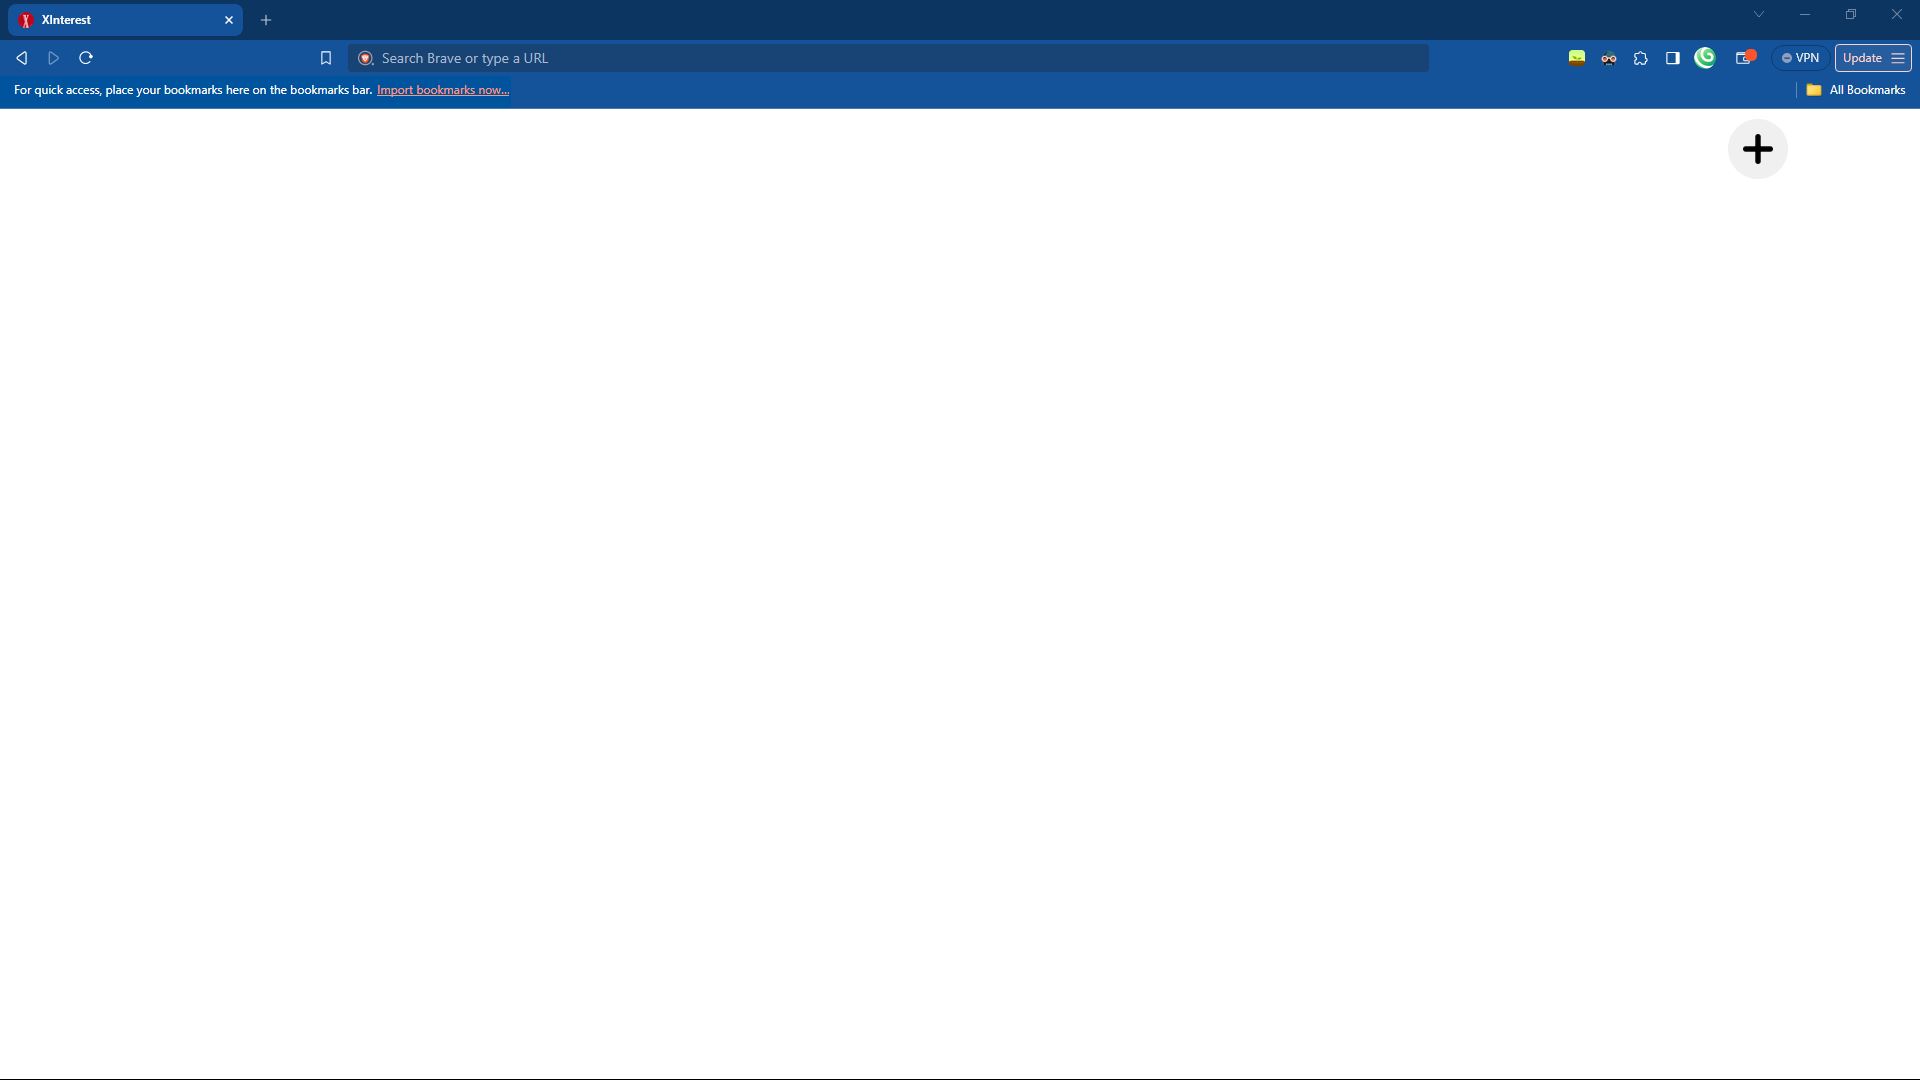 XInterest
Search Brave or type a URL
VPN
Update
For quick access, place your bookmarks here on the bookmarks bar. Import bookmarks now...
All Bookmarks